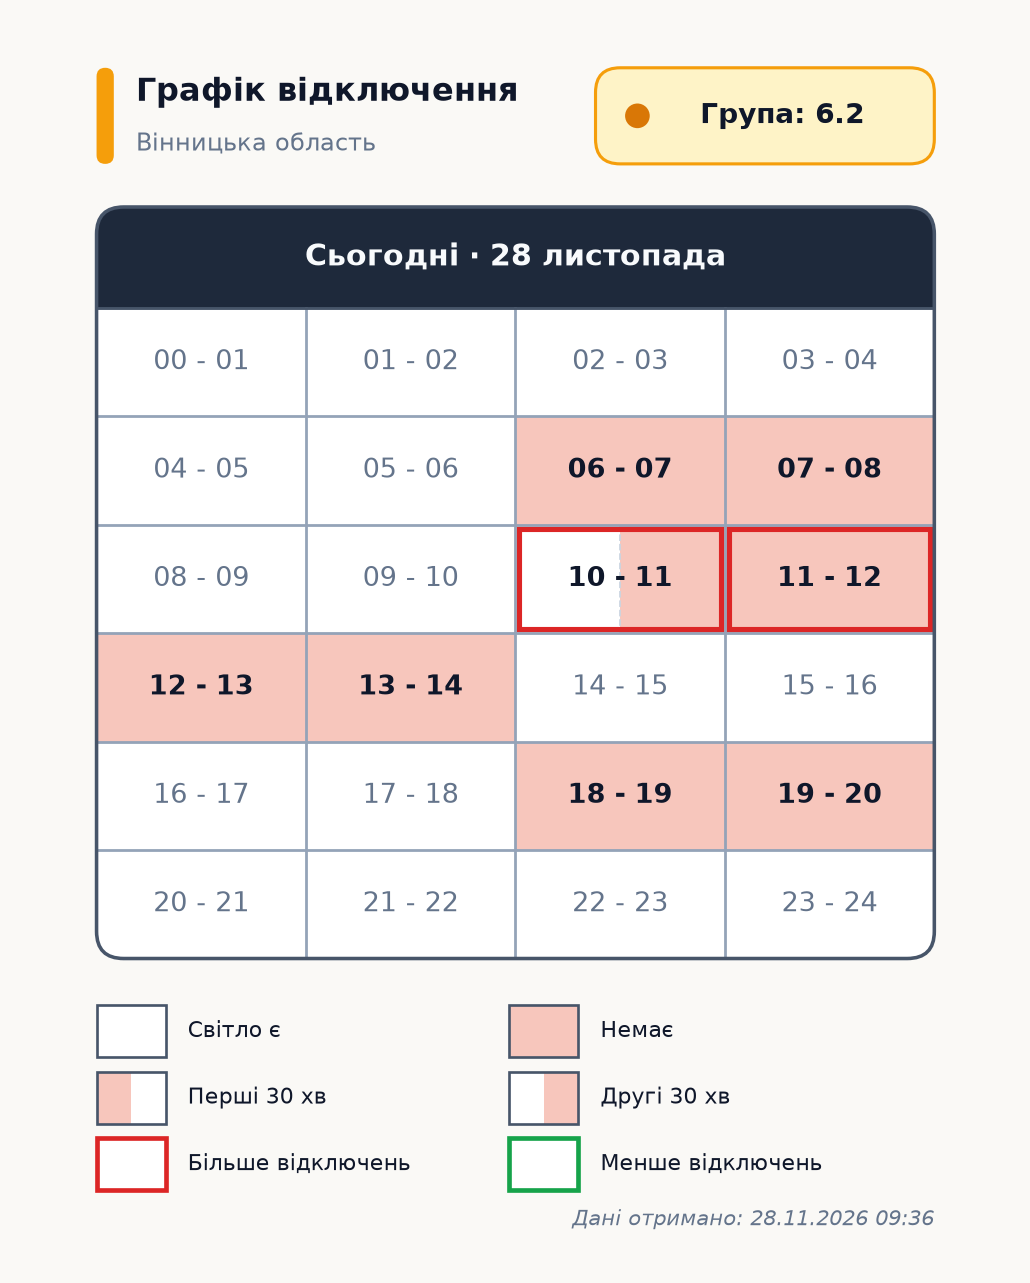 Графік відключення
Вінницька область
Група: 6.2
Сьогодні · 28 листопада
00 - 01 01 - 02 02 - 03 03 - 04
04 - 05 05 - 06 06 - 07 07 - 08
08 - 09 09 - 10 10 - 11 11 - 12
12 - 13 13 - 14 14 - 15 15 - 16
16 - 17 17 - 18 18 - 19 19 - 20
20 - 21 21 - 22 22 - 23 23 - 24
Світло є Немає
Перші 30 хв Другі 30 хв
Більше відключень Менше відключень
Дані отримано: 28.11.2026 09:36